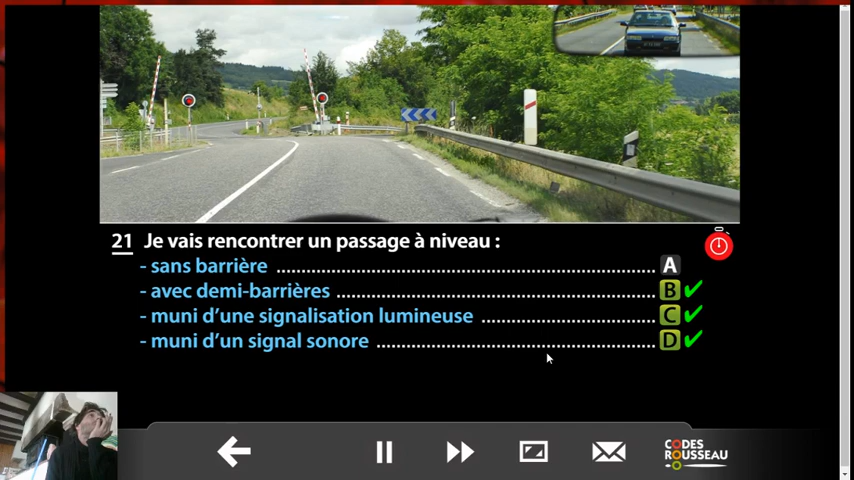 21 Je vais rencontrer un passage à niveau :
- sans barrière ........................................................................ A
- avec demi-barrières ............................................................ B ✔
- muni d'une signalisation lumineuse ................................. C ✔
- muni d'un signal sonore ..................................................... D ✔
CODES
ROUSSEAU